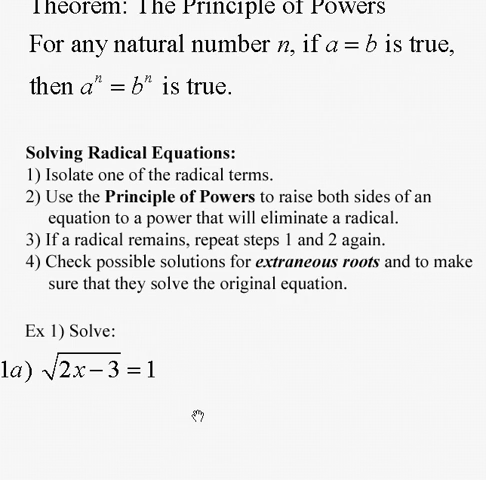 Theorem: The Principle of Powers
For any natural number n, if a = b is true,
then aⁿ = bⁿ is true.
Solving Radical Equations:
1) Isolate one of the radical terms.
2) Use the Principle of Powers to raise both sides of an
equation to a power that will eliminate a radical.
3) If a radical remains, repeat steps 1 and 2 again.
4) Check possible solutions for extraneous roots and to make
sure that they solve the original equation.
Ex 1) Solve:
1a) √(2x − 3) = 1